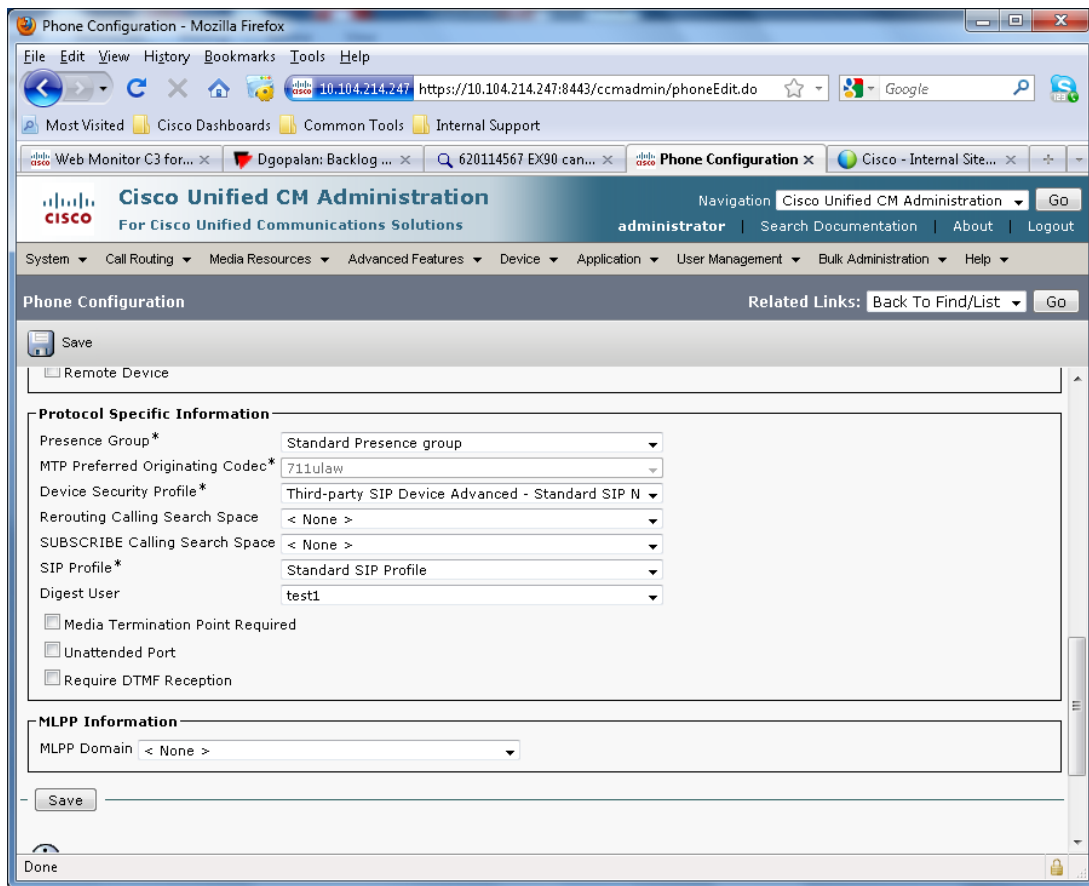 Phone Configuration - Mozilla Firefox
File Edit View History Bookmarks Tools Help
10.104.214.247 https://10.104.214.247:8443/ccmadmin/phoneEdit.do Google
Most Visited Cisco Dashboards Common Tools Internal Support
Web Monitor C3 for... Dgopalan: Backlog ... 620114567 EX90 can... Phone Configuration Cisco - Internal Site...
CISCO Cisco Unified CM Administration Navigation Cisco Unified CM Administration Go
For Cisco Unified Communications Solutions administrator | Search Documentation | About | Logout
System Call Routing Media Resources Advanced Features Device Application User Management Bulk Administration Help
Phone Configuration Related Links: Back To Find/List Go
Save
Remote Device
Protocol Specific Information
Presence Group* Standard Presence group
MTP Preferred Originating Codec* 711ulaw
Device Security Profile* Third-party SIP Device Advanced - Standard SIP N
Rerouting Calling Search Space < None >
SUBSCRIBE Calling Search Space < None >
SIP Profile* Standard SIP Profile
Digest User test1
Media Termination Point Required
Unattended Port
Require DTMF Reception
MLPP Information
MLPP Domain < None >
Save
Done